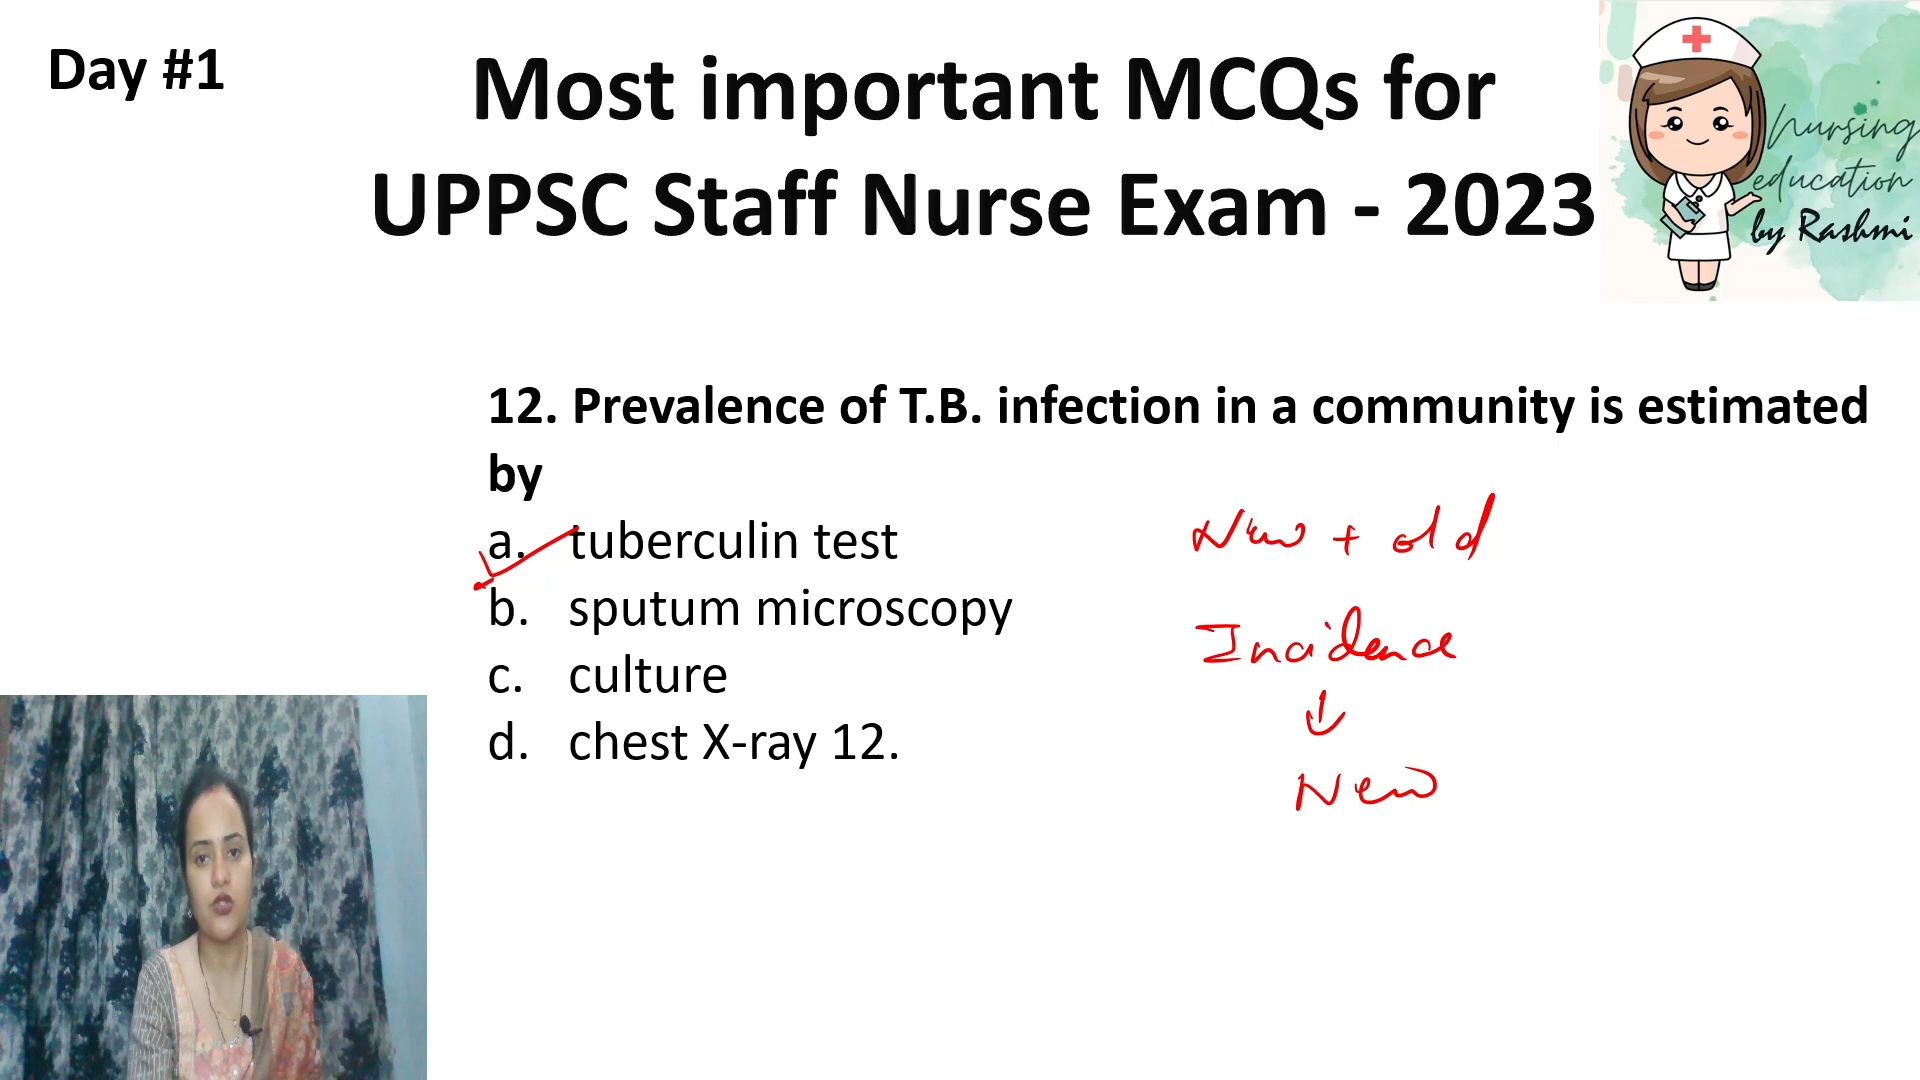 Day #1
Most important MCQs for
UPPSC Staff Nurse Exam - 2023
Nursing
education
by Rashmi
12. Prevalence of T.B. infection in a community is estimated
by
a. tuberculin test
b. sputum microscopy
c. culture
d. chest X-ray 12.
New + old
Incidence
↓
New